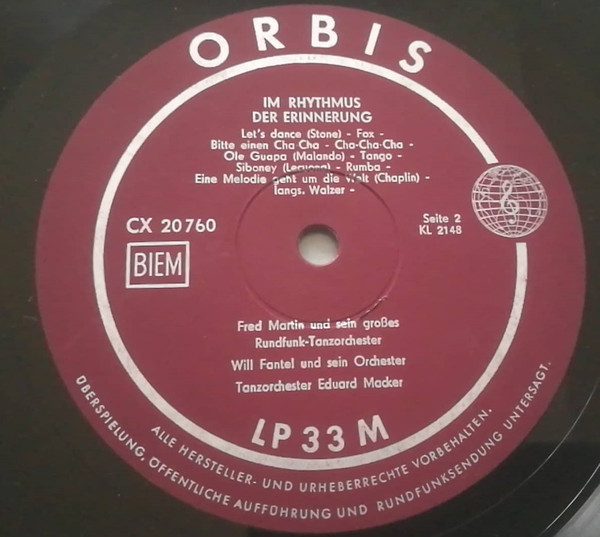 ORBIS
IM RHYTHMUS
DER ERINNERUNG
Let's dance (Stone) - Fox -
Bitte einen Cha Cha - Cha-Cha-Cha -
Ole Guapa (Malando) - Tango -
Siboney (Lecuona) - Rumba -
Eine Melodie geht um die Welt (Chaplin) -
langs. Walzer -
CX 20760
BIEM
Seite 2
KL 2148
Fred Martin und sein großes
Rundfunk-Tanzorchester
Will Fantel und sein Orchester
Tanzorchester Eduard Macker
LP 33 M
ALLE HERSTELLER- UND URHEBERRECHTE VORBEHALTEN.
ÜBERSPIELUNG, ÖFFENTLICHE AUFFÜHRUNG UND RUNDFUNKSENDUNG UNTERSAGT.